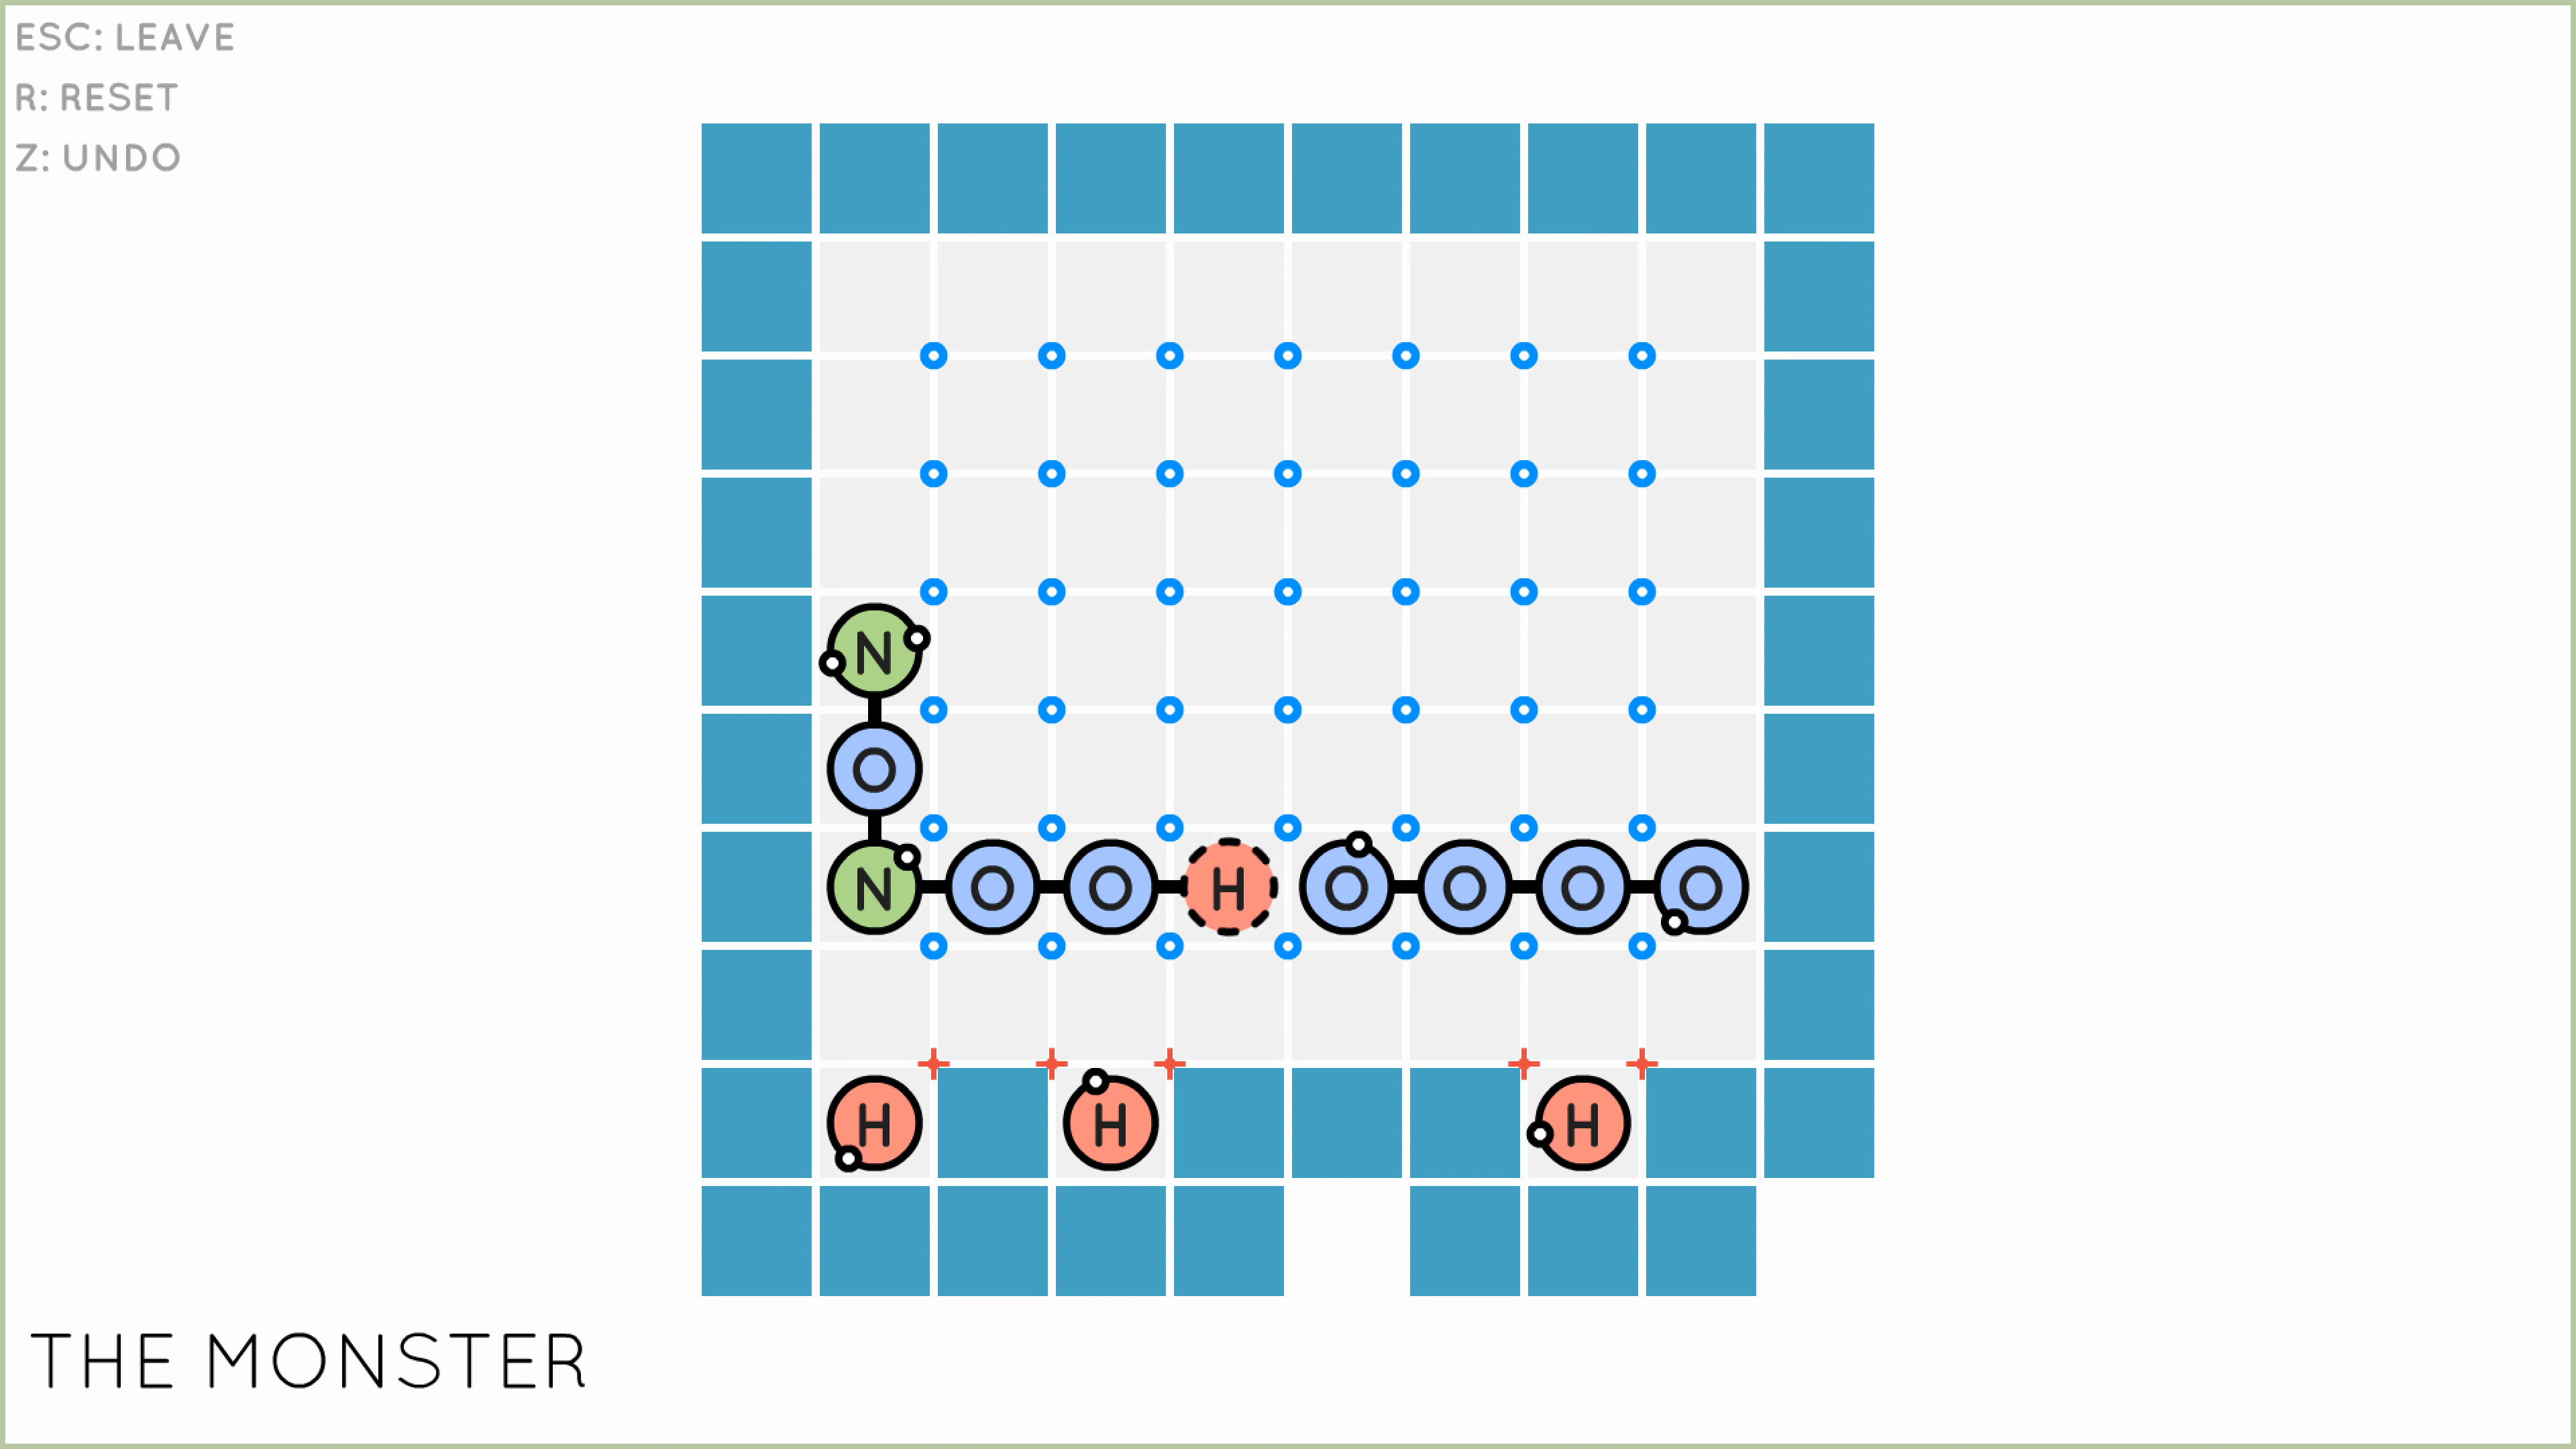 ESC: LEAVE
R: RESET
Z: UNDO
N
O
N O O H O O O O
H H H
THE MONSTER